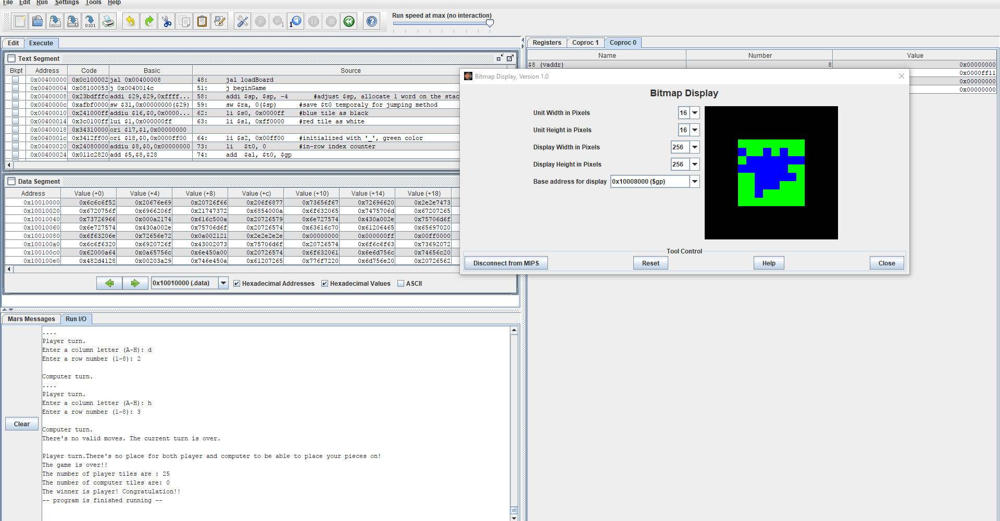 File Edit Run Settings Tools Help
Run speed at max (no interaction)
Edit Execute
Text Segment
Bkpt Address Code Basic Source
0x00400000 0x0c100002 jal 0x00400008 48: jal loadBoard
0x00400004 0x08100053 j 0x0040014c 51: j beginGame
0x00400008 0x23bdfffc addi $29,$29,0xffff... 58: addi $sp, $sp, -4 #adjust $sp, allocate 1 word on the stac
0x0040000c 0xafbf0000 sw $31,0x00000000($29) 59: sw $ra, 0($sp) #save $t0 temporaly for jumping method
0x00400010 0x241000ff addiu $16,$0,0x0000... 62: li $s0, 0x0000ff #blue tile as black
0x00400014 0x3c0100ff lui $1,0x000000ff 63: li $s1, 0xff0000 #red tile as white
0x00400018 0x34310000 ori $17,$1,0x00000000
0x0040001c 0x3412ff00 ori $18,$0,0x0000ff00 64: li $s2, 0x00ff00 #initialized with '_', green color
0x00400020 0x24080000 addiu $8,$0,0x00000000 73: li $t0, 0 #in-row index counter
0x00400024 0x011c2820 add $5,$8,$28 74: add $a1, $t0, $gp
Data Segment
Address Value (+0) Value (+4) Value (+8) Value (+c) Value (+10) Value (+14) Value (+18)
0x10010000 0x6c6c6f52 0x20676e69 0x20726f66 0x206f6877 0x73656f67 0x72696620 0x2e2e7473
0x10010020 0x6720756f 0x6966206f 0x21747372 0x6854000a 0x6f632065 0x7475706d 0x67207265
0x10010040 0x73726966 0x000a2174 0x616c500a 0x20726579 0x6e727574 0x430a002e 0x75706d6f
0x10010060 0x6e727574 0x430a002e 0x75706d6f 0x20726574 0x63616c70 0x61206465 0x65697020
0x10010080 0x6f63206e 0x72656e72 0x0a002121 0x2e2e2e2e 0x00000000 0x000000ff 0x00ff0000
0x100100a0 0x6c6f6320 0x6920726f 0x43002073 0x75706d6f 0x20726574 0x6f6c6f63 0x73692072
0x100100c0 0x62000a64 0x0a65756c 0x6e450a00 0x20726574 0x6f632061 0x6e6d756c 0x74656c20
0x100100e0 0x482d4128 0x00203a29 0x746e450a 0x61207265 0x776f7220 0x6d756e20 0x20726562
0x10010000 (.data) Hexadecimal Addresses Hexadecimal Values ASCII
Mars Messages Run I/O
Clear
....
Player turn.
Enter a column letter (A-H): d
Enter a row number (1-8): 2
Computer turn.
....
Player turn.
Enter a column letter (A-H): h
Enter a row number (1-8): 3
Computer turn.
There's no valid moves. The current turn is over.
Player turn.There's no place for both player and computer to be able to place your pieces on!
The game is over!!
The number of player tiles are : 25
The number of computer tiles are: 0
The winner is player! Congratulation!!
-- program is finished running --
Registers Coproc 1 Coproc 0
Name Number Value
$8 (vaddr) 8 0x00000000
0x0000ff11
0x00000000
0x00000000
Bitmap Display, Version 1.0
Bitmap Display
Unit Width in Pixels 16
Unit Height in Pixels 16
Display Width in Pixels 256
Display Height in Pixels 256
Base address for display 0x10008000 ($gp)
Tool Control
Disconnect from MIPS Reset Help Close